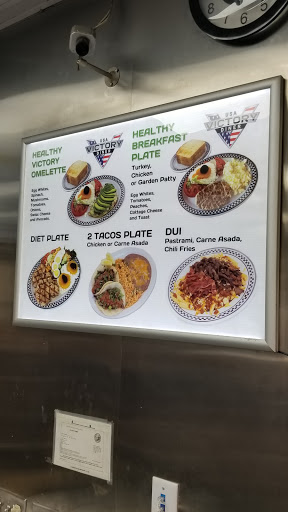 HEALTHY
VICTORY
OMELETTE
Egg Whites,
Spinach,
Mushrooms,
Tomatoes,
Onions,
Swiss Cheese
and Avocado.
USA
VICTORY
DINER
HEALTHY
BREAKFAST
PLATE
Turkey,
Chicken
or Garden Patty
Egg Whites,
Tomatoes,
Peaches,
Cottage Cheese
and Toast
VICTORY
DINER
DIET PLATE
2 TACOS PLATE
Chicken or Carne Asada
DUI
Pastrami, Carne Asada,
Chili Fries